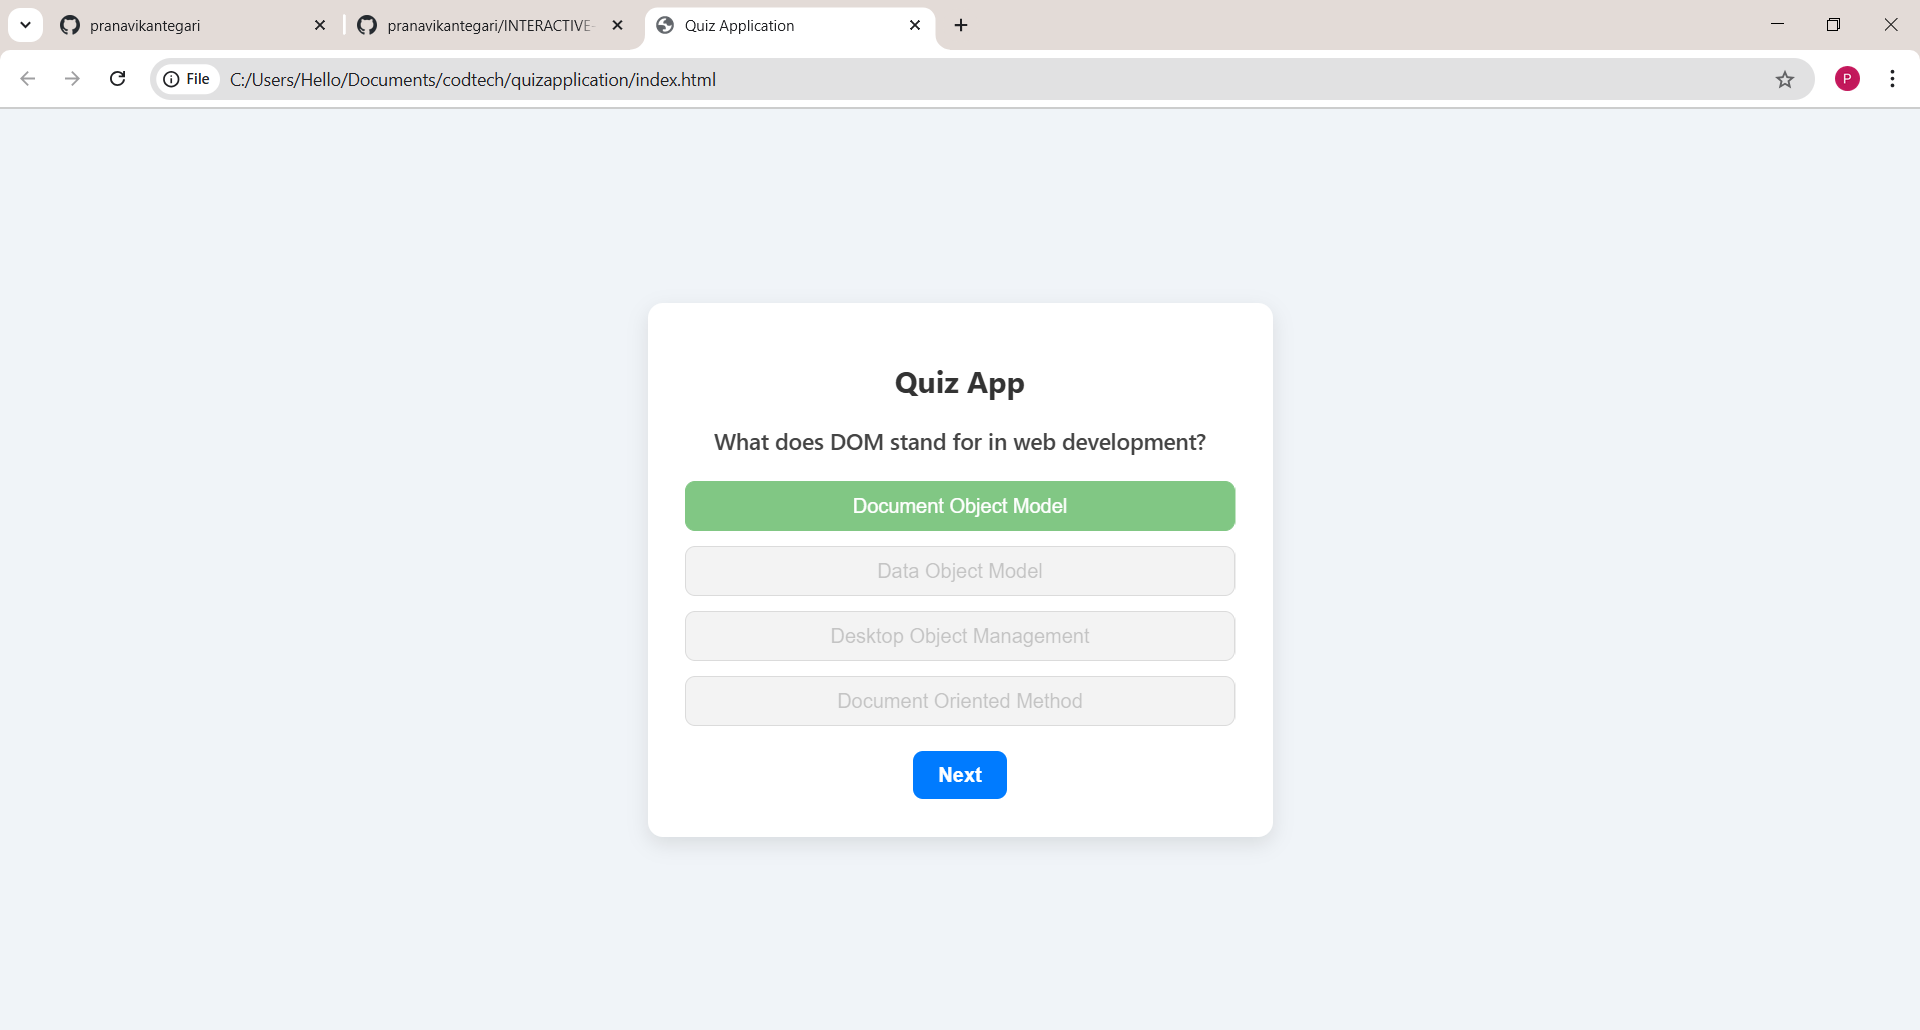 pranavikantegari
pranavikantegari/INTERACTIVE-
Quiz Application
File
C:/Users/Hello/Documents/codtech/quizapplication/index.html
P
Quiz App
What does DOM stand for in web development?
Document Object Model
Data Object Model
Desktop Object Management
Document Oriented Method
Next